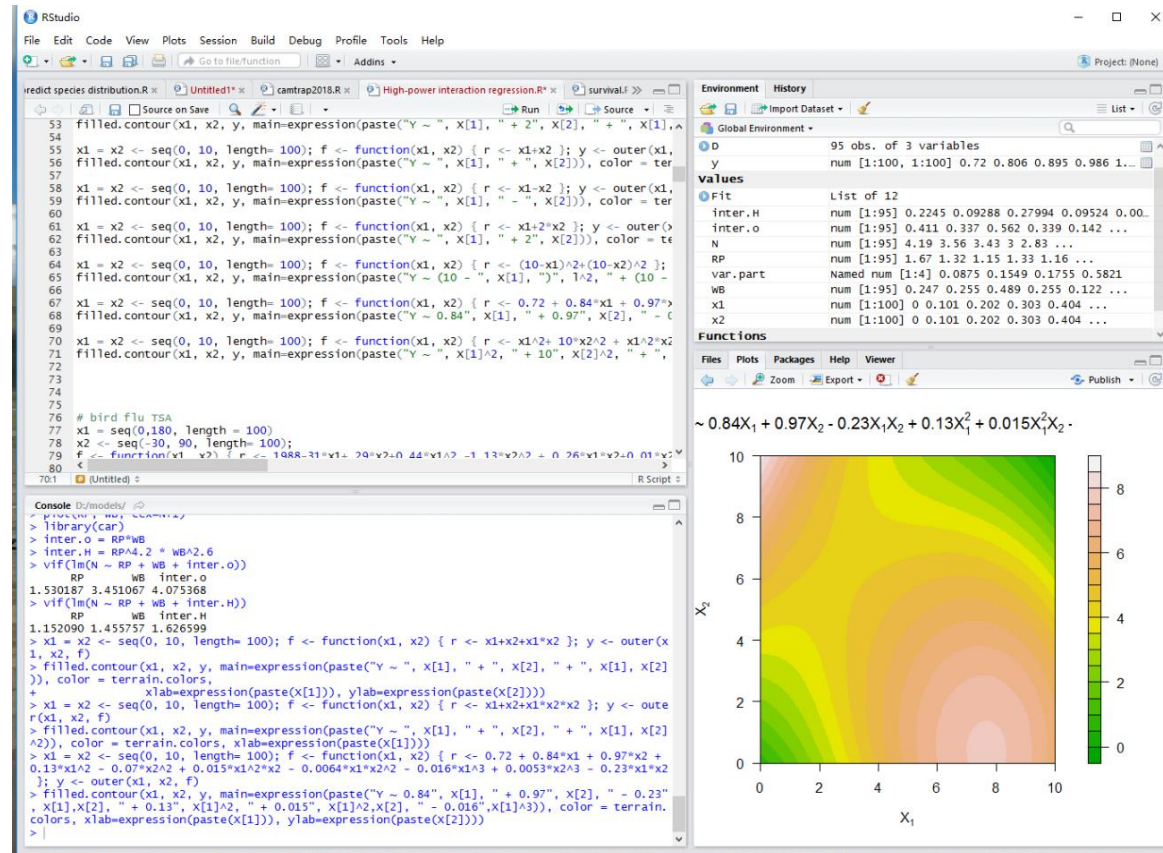 RStudio
File Edit Code View Plots Session Build Debug Profile Tools Help
Go to file/function Addins Project: (None)
redict species distribution.R Untitled1* camtrap2018.R High-power interaction regression.R* survival.
Source on Save Run Source
53 filled.contour(x1, x2, y, main=expression(paste("Y ~ ", X[1], " + 2", X[2], " + ", X[1],
54
55 x1 = x2 <- seq(0, 10, length= 100); f <- function(x1, x2) { r <- x1+x2 }; y <- outer(x1,
56 filled.contour(x1, x2, y, main=expression(paste("Y ~ ", X[1], " + ", X[2])), color = ter
57
58 x1 = x2 <- seq(0, 10, length= 100); f <- function(x1, x2) { r <- x1-x2 }; y <- outer(x1,
59 filled.contour(x1, x2, y, main=expression(paste("Y ~ ", X[1], " - ", X[2])), color = ter
60
61 x1 = x2 <- seq(0, 10, length= 100); f <- function(x1, x2) { r <- x1+2*x2 }; y <- outer(x
62 filled.contour(x1, x2, y, main=expression(paste("Y ~ ", X[1], " + 2", X[2])), color = te
63
64 x1 = x2 <- seq(0, 10, length= 100); f <- function(x1, x2) { r <- (10-x1)^2+(10-x2)^2 };
65 filled.contour(x1, x2, y, main=expression(paste("Y ~ (10 - ", X[1], ")", l^2, " + (10 -
66
67 x1 = x2 <- seq(0, 10, length= 100); f <- function(x1, x2) { r <- 0.72 + 0.84*x1 + 0.97*x
68 filled.contour(x1, x2, y, main=expression(paste("Y ~ 0.84", X[1], " + 0.97", X[2], " - 0
69
70 x1 = x2 <- seq(0, 10, length= 100); f <- function(x1, x2) { r <- x1^2+ 10*x2^2 + x1^2*x2
71 filled.contour(x1, x2, y, main=expression(paste("Y ~ ", X[1]^2, " + 10", X[2]^2, " + ",
72
73
74
75
76 # bird flu TSA
77 x1 = seq(0,180, length = 100)
78 x2 <- seq(-30, 90, length= 100);
79 f <- function(x1, x2) { r <- 1988-31*x1+ 29*x2+0.44*x1^2 -1.13*x2^2 + 0.26*x1*x2+0.01*x2
80
70:1 (Untitled) R Script
Console D:/models/
> library(car)
> inter.o = RP*WB
> inter.H = RP^4.2 * WB^2.6
> vif(lm(N ~ RP + WB + inter.o))
RP WB inter.o
1.530187 3.451067 4.075368
> vif(lm(N ~ RP + WB + inter.H))
RP WB inter.H
1.152090 1.455757 1.626599
> x1 = x2 <- seq(0, 10, length= 100); f <- function(x1, x2) { r <- x1+x2+x1*x2 }; y <- outer(x
1, x2, f)
> filled.contour(x1, x2, y, main=expression(paste("Y ~ ", X[1], " + ", X[2], " + ", X[1], X[2]
)), color = terrain.colors,
+ xlab=expression(paste(X[1])), ylab=expression(paste(X[2])))
> x1 = x2 <- seq(0, 10, length= 100); f <- function(x1, x2) { r <- x1+x2+x1*x2*x2 }; y <- oute
r(x1, x2, f)
> filled.contour(x1, x2, y, main=expression(paste("Y ~ ", X[1], " + ", X[2], " + ", X[1], X[2]
^2)), color = terrain.colors, xlab=expression(paste(X[1])))
> x1 = x2 <- seq(0, 10, length= 100); f <- function(x1, x2) { r <- 0.72 + 0.84*x1 + 0.97*x2 +
0.13*x1^2 - 0.07*x2^2 + 0.015*x1^2*x2 - 0.0064*x1*x2^2 - 0.016*x1^3 + 0.0053*x2^3 - 0.23*x1*x2
}; y <- outer(x1, x2, f)
> filled.contour(x1, x2, y, main=expression(paste("Y ~ 0.84", X[1], " + 0.97", X[2], " - 0.23"
, X[1],X[2], " + 0.13", X[1]^2, " + 0.015", X[1]^2,X[2], " - 0.016",X[1]^3)), color = terrain.
colors, xlab=expression(paste(X[1])), ylab=expression(paste(X[2])))
>
Environment History
Import Dataset List
Global Environment
D 95 obs. of 3 variables
y num [1:100, 1:100] 0.72 0.806 0.895 0.986 1...
Values
Fit List of 12
inter.H num [1:95] 0.2245 0.09288 0.27994 0.09524 0.00…
inter.o num [1:95] 0.411 0.337 0.562 0.339 0.142 ...
N num [1:95] 4.19 3.56 3.43 3 2.83 ...
RP num [1:95] 1.67 1.32 1.15 1.33 1.16 ...
var.part Named num [1:4] 0.0875 0.1549 0.1755 0.5821
WB num [1:95] 0.247 0.255 0.489 0.255 0.122 ...
x1 num [1:100] 0 0.101 0.202 0.303 0.404 ...
x2 num [1:100] 0 0.101 0.202 0.303 0.404 ...
Functions
Files Plots Packages Help Viewer
Zoom Export Publish
~ 0.84X₁ + 0.97X₂ - 0.23X₁X₂ + 0.13X₁² + 0.015X₁²X₂ -
10
8
6
4
2
0
X₂
0 2 4 6 8 10
X₁
8
6
4
2
0